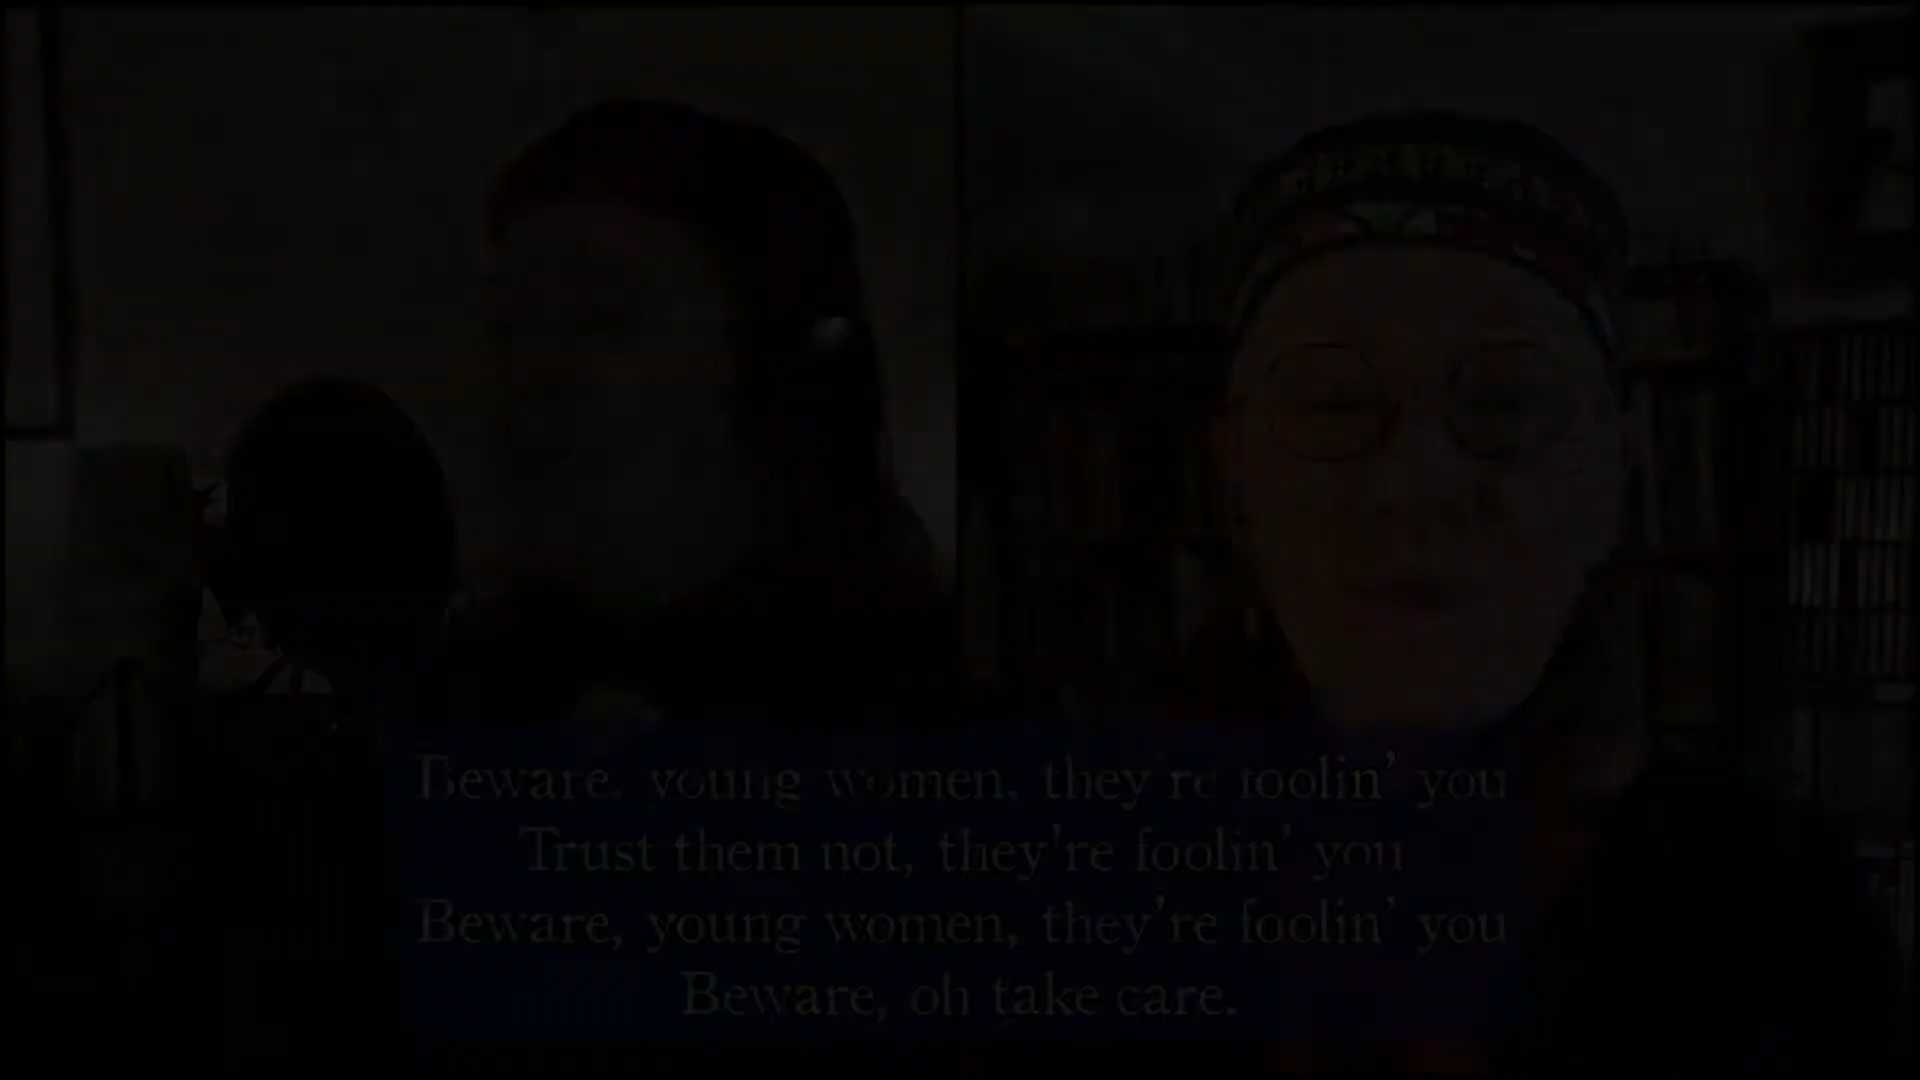 Beware, young women, they're foolin' you
Trust them not, they're foolin' you
Beware, young women, they're foolin' you
Beware, oh take care.